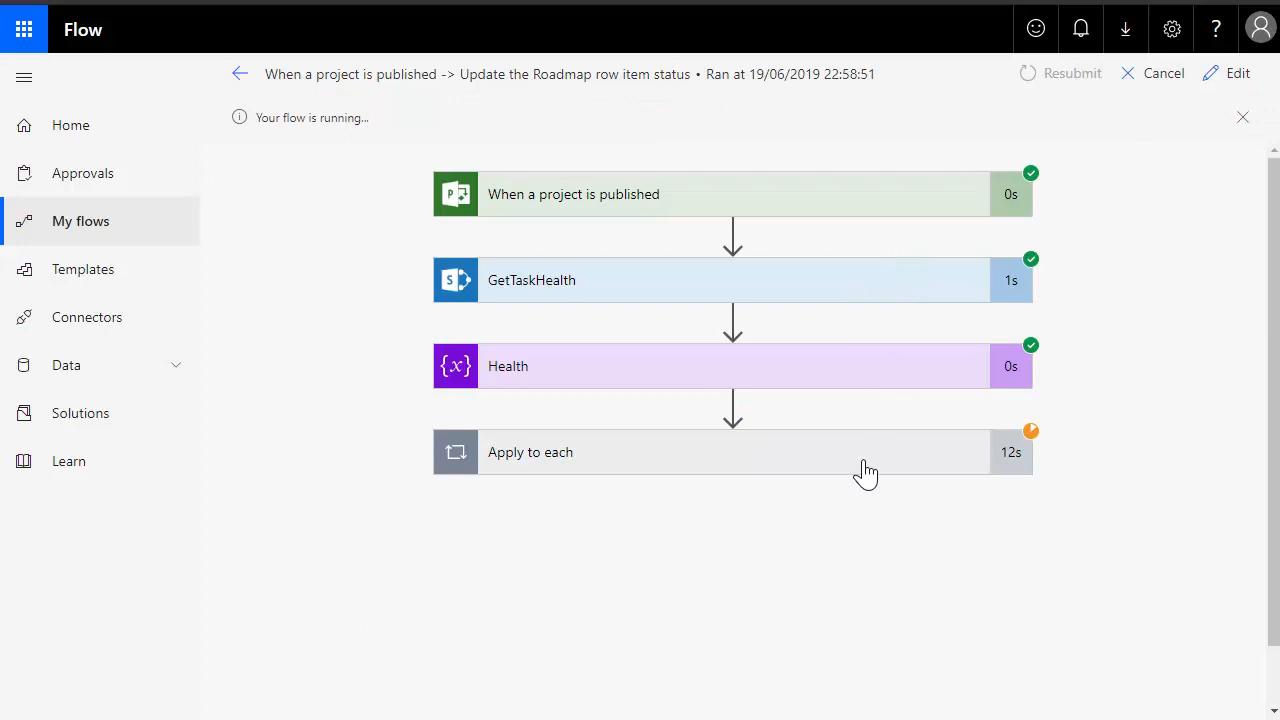 Flow
?
When a project is published -> Update the Roadmap row item status • Ran at 19/06/2019 22:58:51
Resubmit
Cancel
Edit
Your flow is running...
Home
Approvals
My flows
Templates
Connectors
Data
Solutions
Learn
P
When a project is published
0s
S
GetTaskHealth
1s
{x}
Health
0s
Apply to each
12s